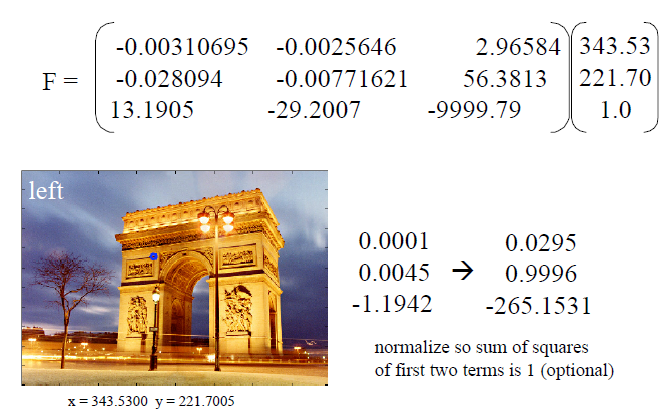 -0.00310695 -0.0025646 2.96584 343.53
F = -0.028094 -0.00771621 56.3813 221.70
13.1905 -29.2007 -9999.79 1.0
left
0.0001 0.0295
0.0045 → 0.9996
-1.1942 -265.1531
normalize so sum of squares
of first two terms is 1 (optional)
x = 343.5300 y = 221.7005